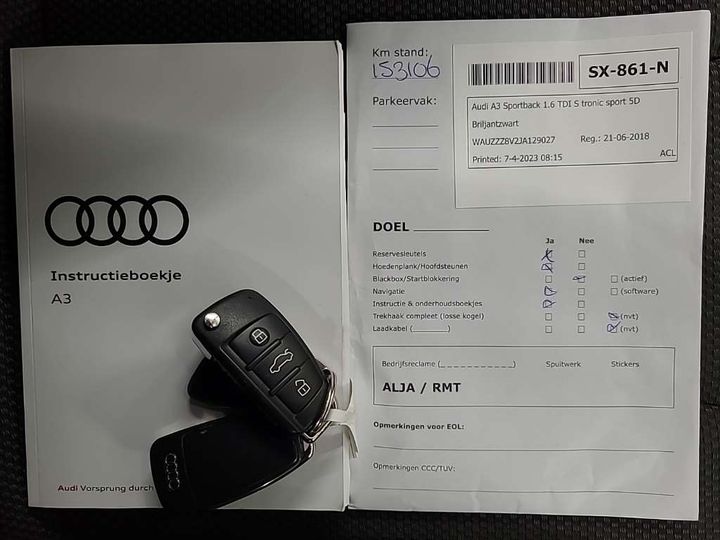 Instructieboekje
A3
Audi Vorsprung durch
Km stand:
153106
Parkeervak:
SX-861-N
Audi A3 Sportback 1.6 TDI S tronic sport 5D
Briljantzwart
WAUZZZ8V2JA129027 Reg.: 21-06-2018
Printed: 7-4-2023 08:15 ACL
DOEL
Ja Nee
Reservesleutels
Hoedenplank/Hoofdsteunen
Blackbox/Startblokkering (actief)
Navigatie (software)
Instructie & onderhoudsboekjes
Trekhaak compleet (losse kogel) (nvt)
Laadkabel (______) (nvt)
Bedrijfsreclame (____________) Spuitwerk Stickers
ALJA / RMT
Opmerkingen voor EOL:
Opmerkingen CCC/TUV: